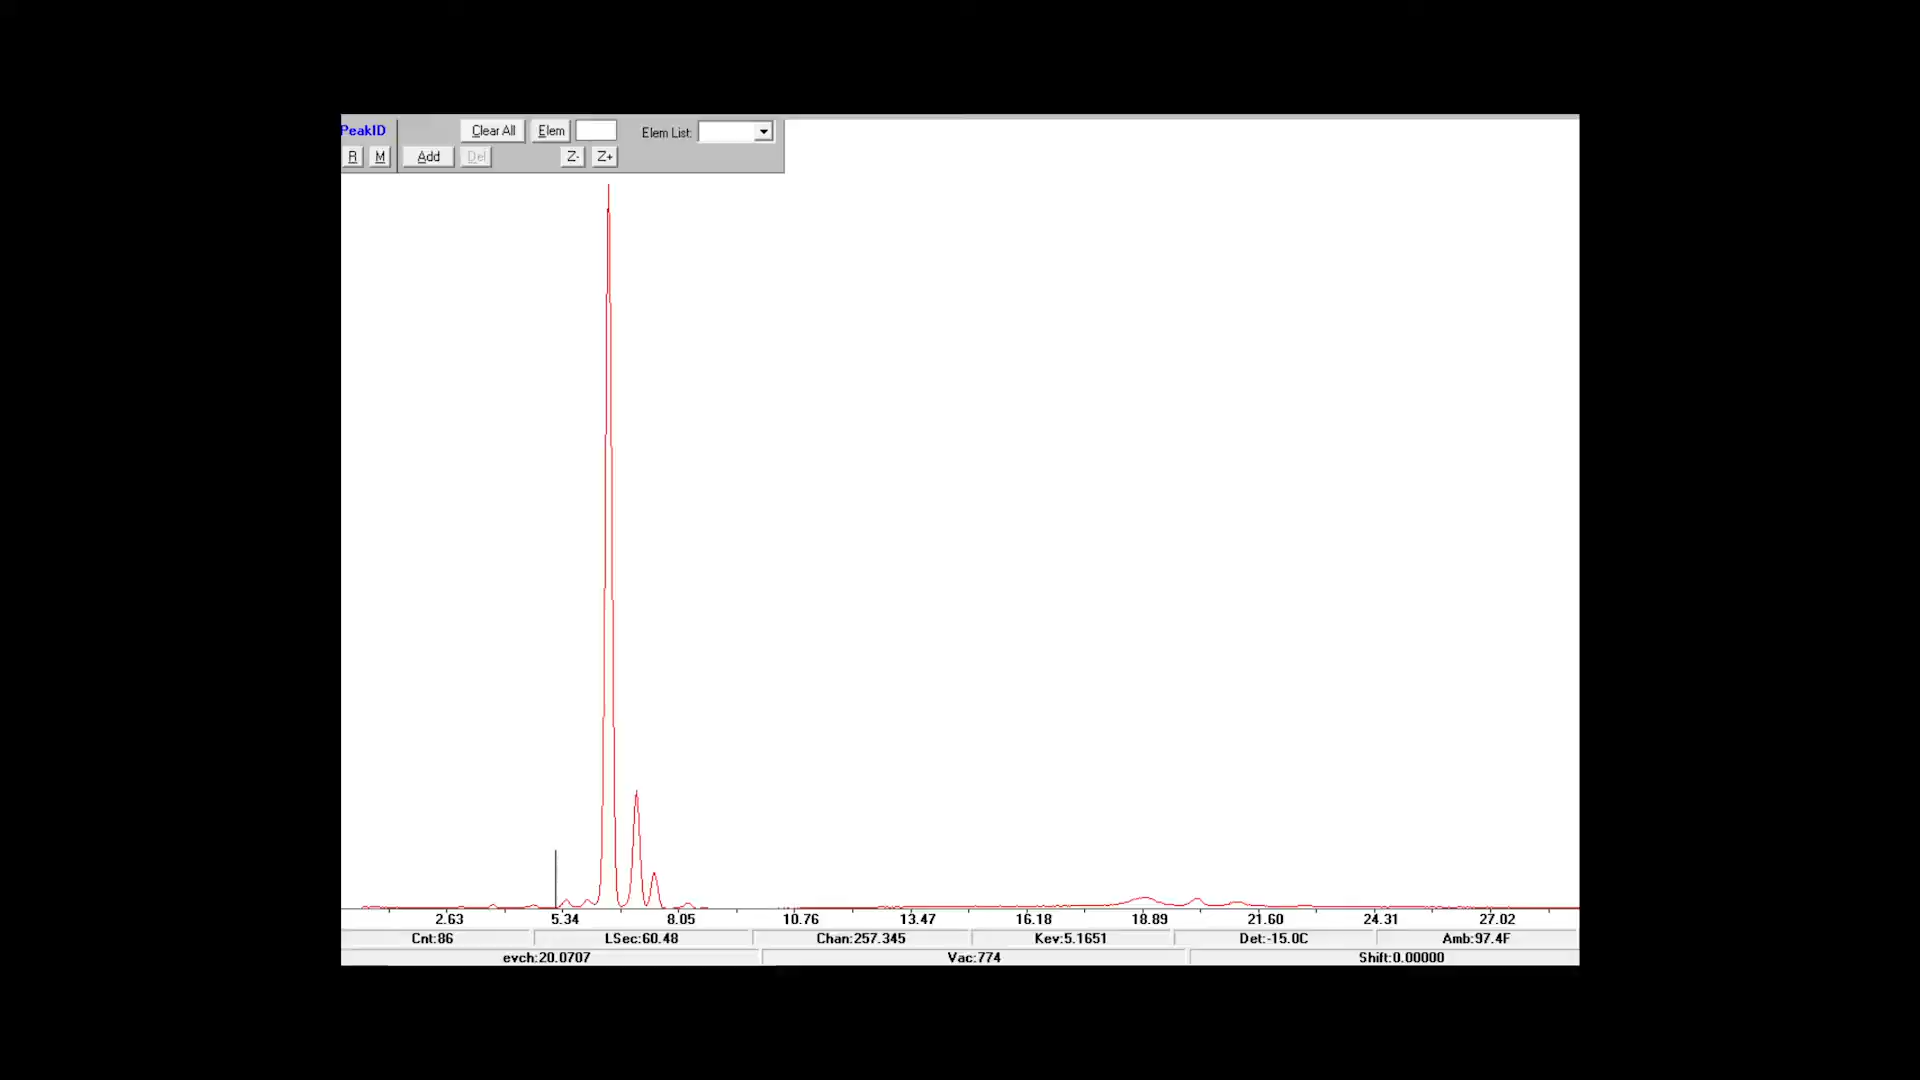 PeakID Clear All Elem Elem List:
R M Add Del Z- Z+
2.63 5.34 8.05 10.76 13.47 16.18 18.89 21.60 24.31 27.02
Cnt:86 LSec:60.48 Chan:257.345 Kev:5.1651 Det:-15.0C Amb:97.4F
evch:20.0707 Vac:774 Shift:0.00000